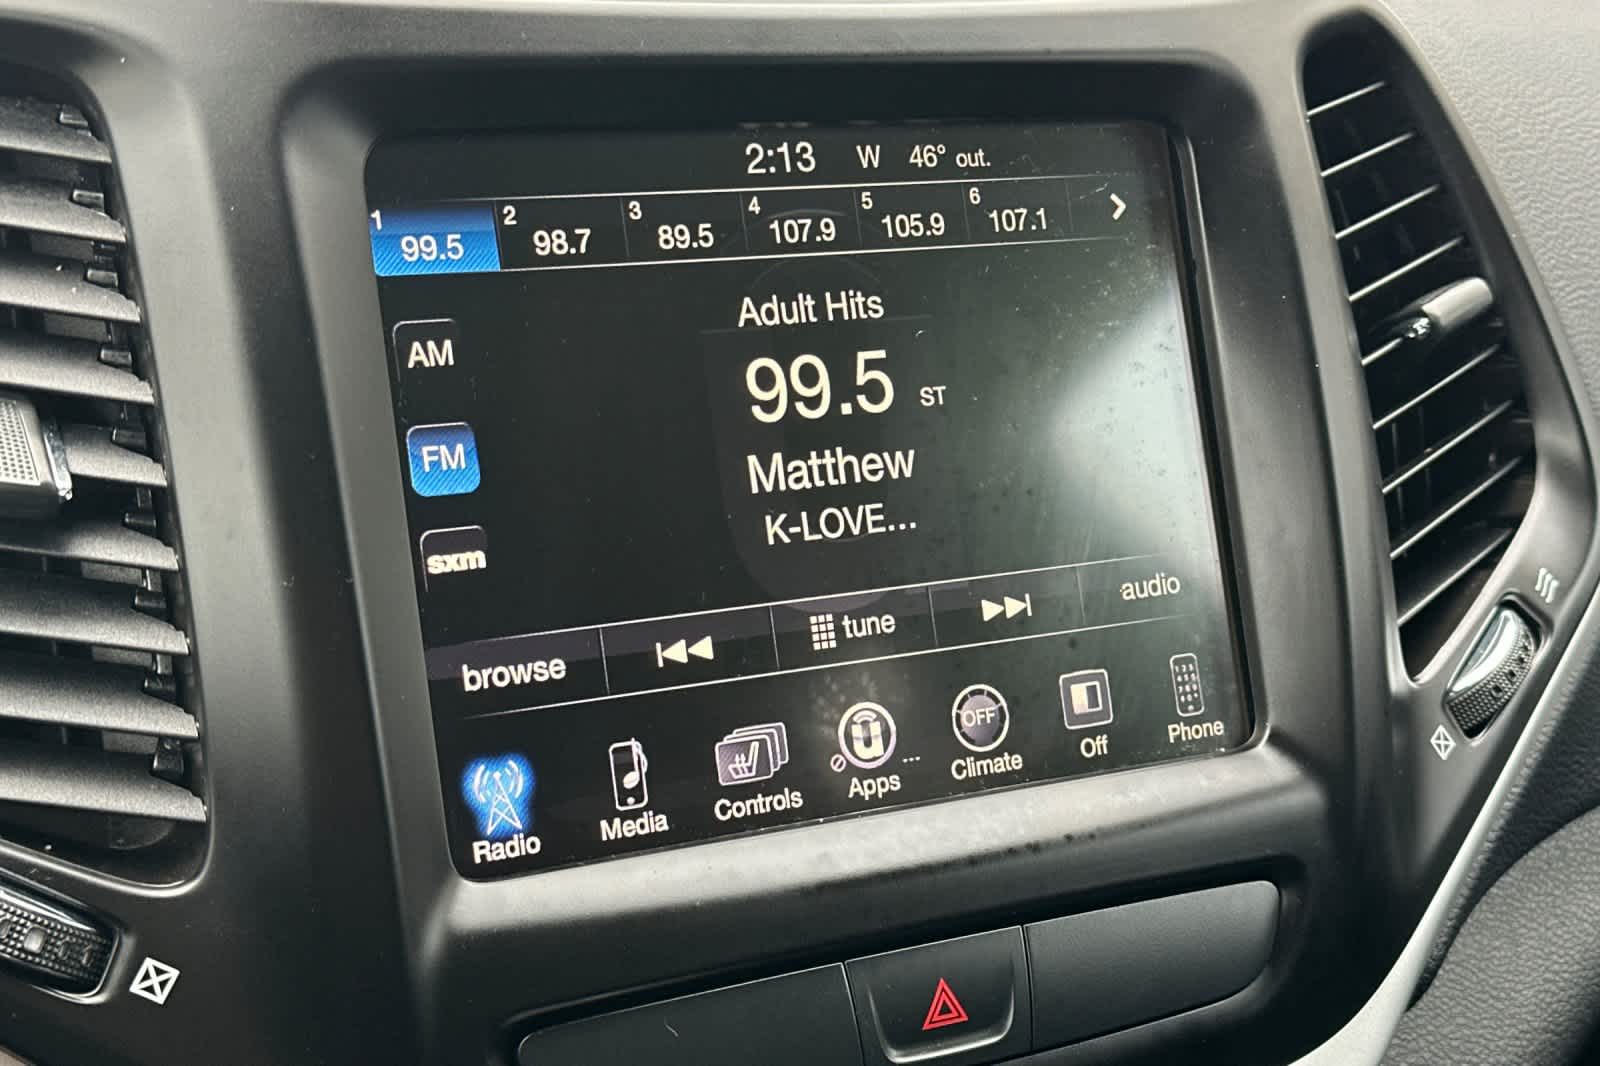 2:13 W 46° out.
1 99.5 2 98.7 3 89.5 4 107.9 5 105.9 6 107.1
Adult Hits
AM
99.5 ST
FM
Matthew
K-LOVE...
sxm
browse tune audio
OFF
Radio Media Controls Apps ... Climate Off Phone